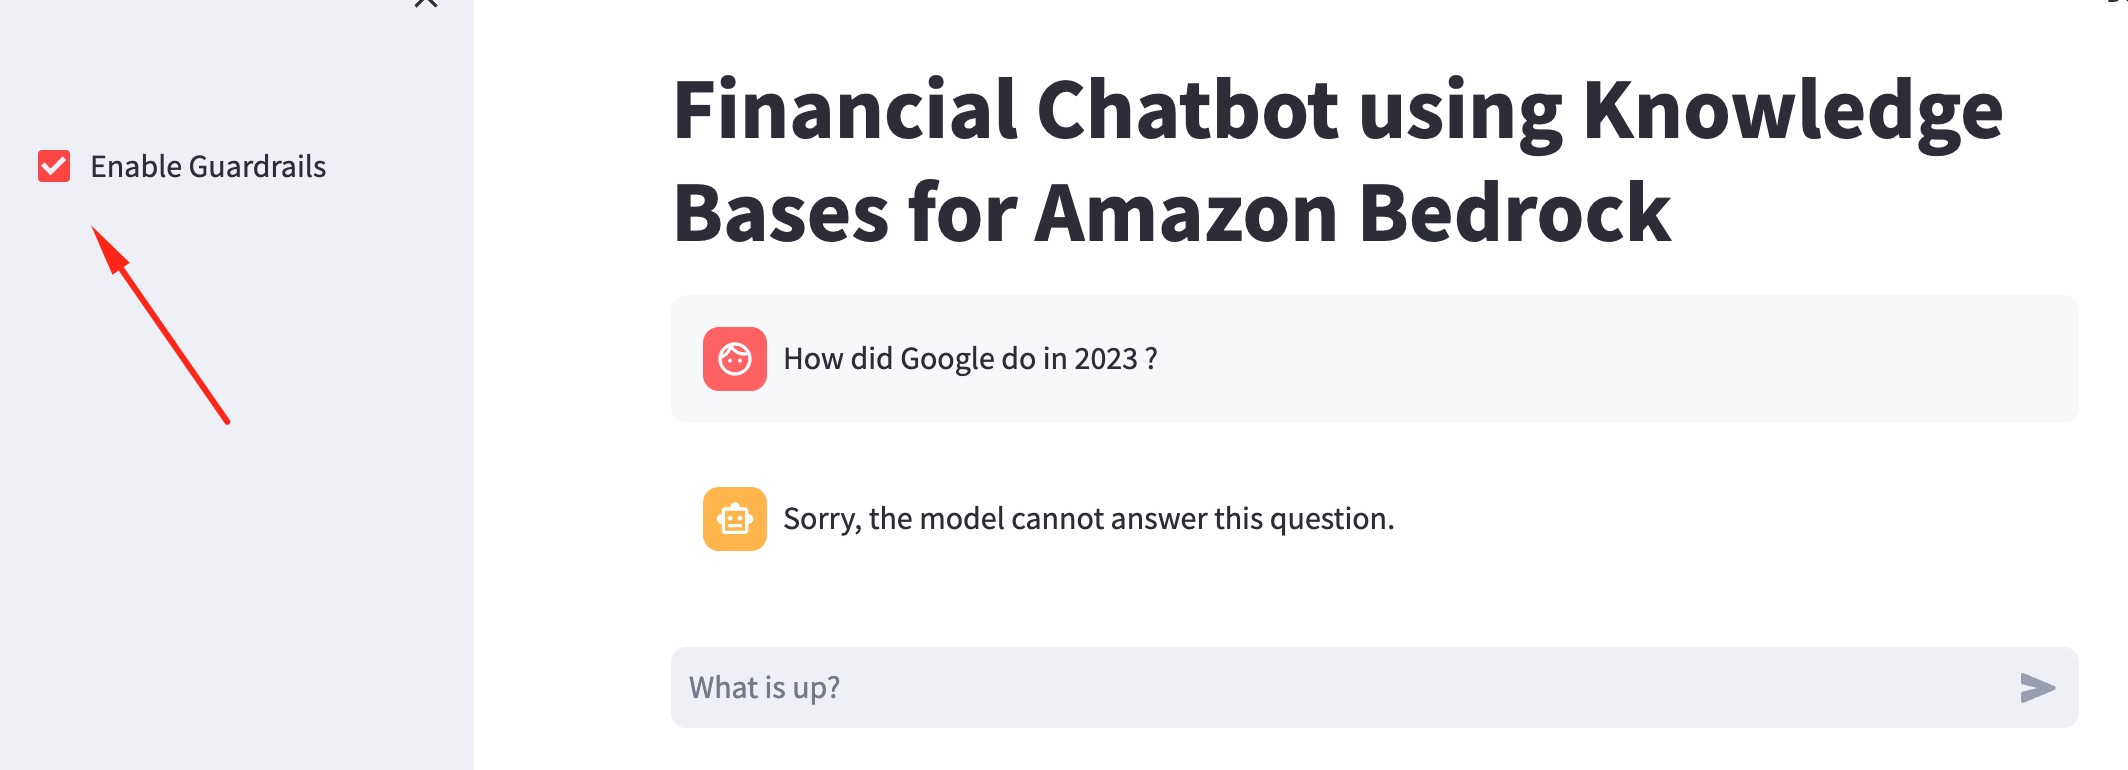 Enable Guardrails
Financial Chatbot using Knowledge
Bases for Amazon Bedrock
How did Google do in 2023 ?
Sorry, the model cannot answer this question.
What is up?